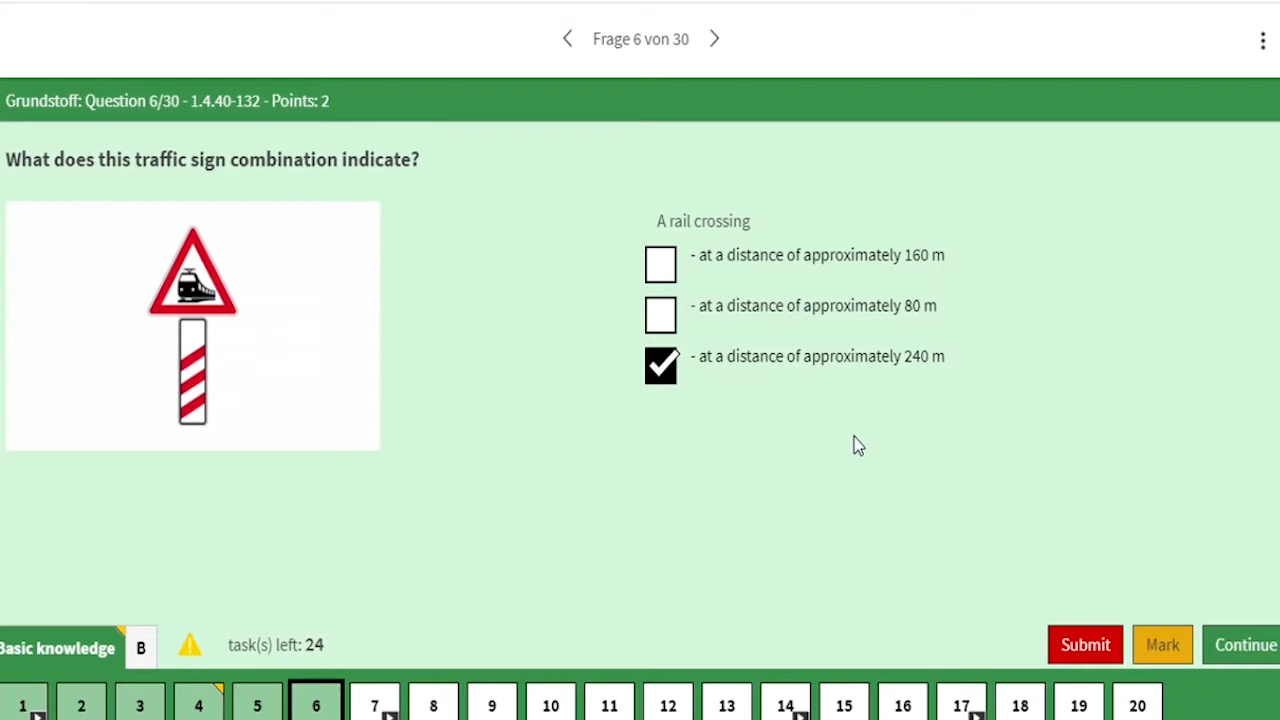 Frage 6 von 30
Grundstoff: Question 6/30 - 1.4.40-132 - Points: 2
What does this traffic sign combination indicate?
A rail crossing
- at a distance of approximately 160 m
- at a distance of approximately 80 m
- at a distance of approximately 240 m
Basic knowledge B task(s) left: 24 Submit Mark Continue
1 2 3 4 5 6 7 8 9 10 11 12 13 14 15 16 17 18 19 20